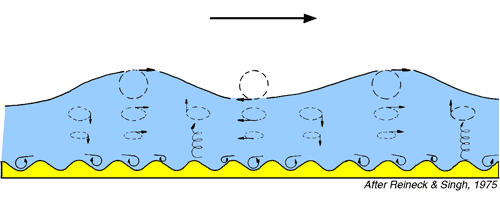 After Reineck & Singh, 1975